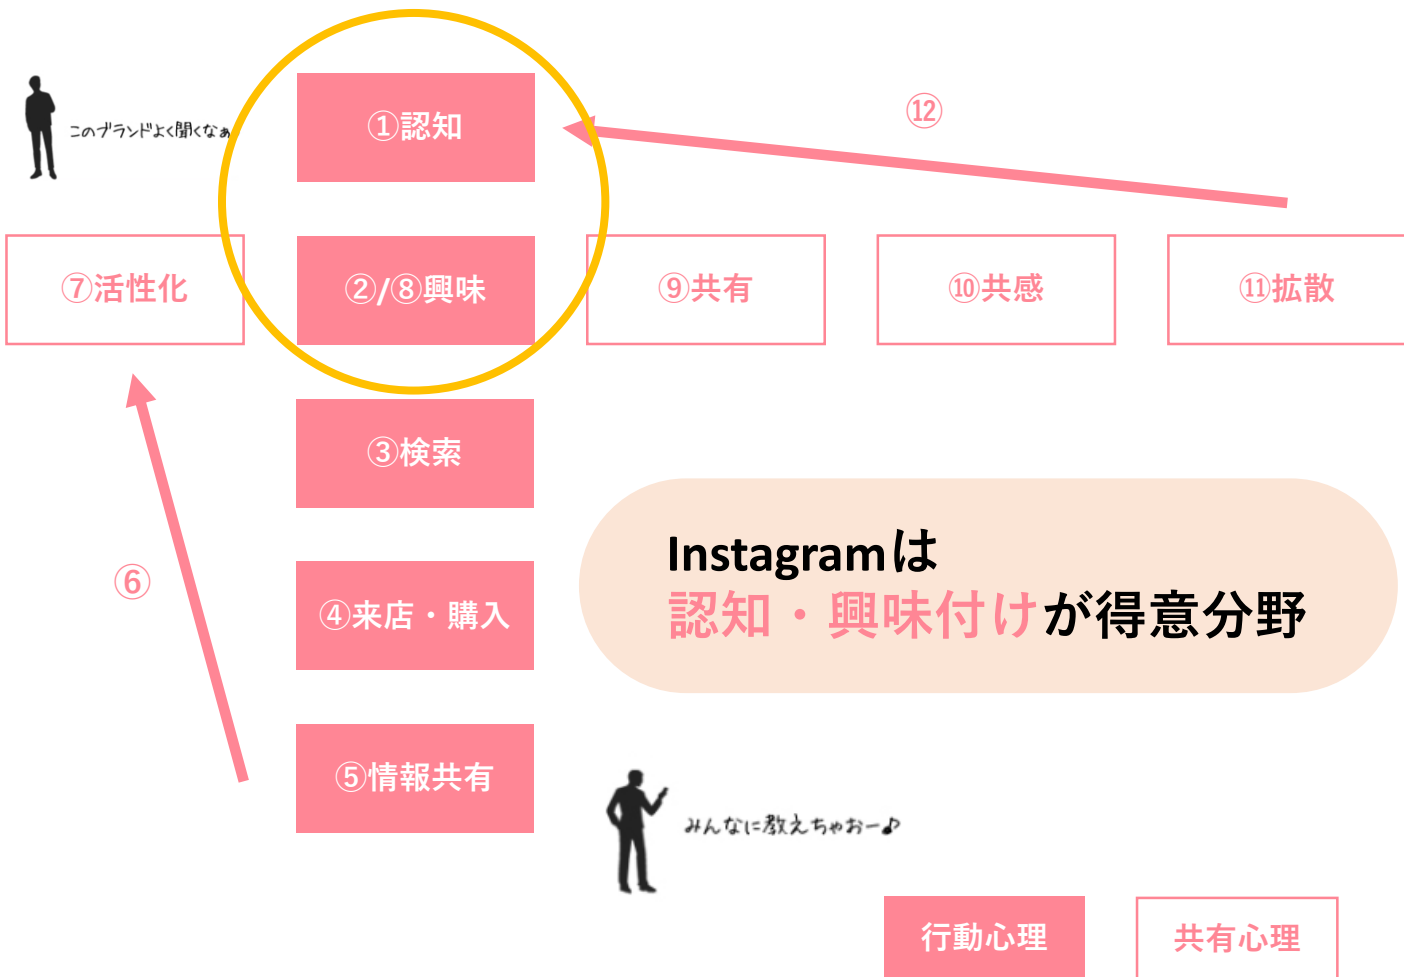 ①認知
このブランドよく聞くなぁ
⑫
⑦活性化
②/⑧興味
⑨共有
⑩共感
⑪拡散
③検索
Instagramは
認知・興味付けが得意分野
⑥
④来店・購入
⑤情報共有
みんなに教えちゃおー♪
行動心理
共有心理